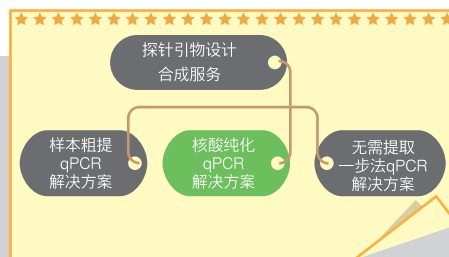 探针引物设计
合成服务
样本粗提
qPCR
解决方案
核酸纯化
qPCR
解决方案
无需提取
一步法qPCR
解决方案